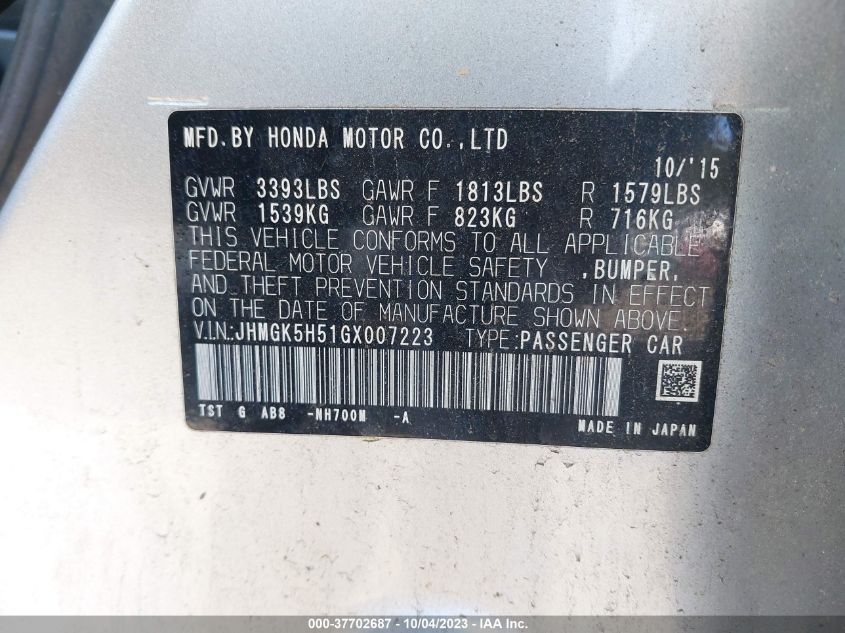 MFD.BY HONDA MOTOR CO.,LTD
10/'15
GVWR 3393LBS GAWR F 1813LBS R 1579LBS
GVWR 1539KG GAWR F 823KG R 716KG
THIS VEHICLE CONFORMS TO ALL APPLICABLE
FEDERAL MOTOR VEHICLE SAFETY ,BUMPER,
AND THEFT PREVENTION STANDARDS IN EFFECT
ON THE DATE OF MANUFACTURE SHOWN ABOVE.
V.I.N.:JHMGK5H51GX007223 TYPE:PASSENGER CAR
TST G AB8 -NH700M -A
MADE IN JAPAN
000-37702687 - 10/04/2023 - IAA Inc.